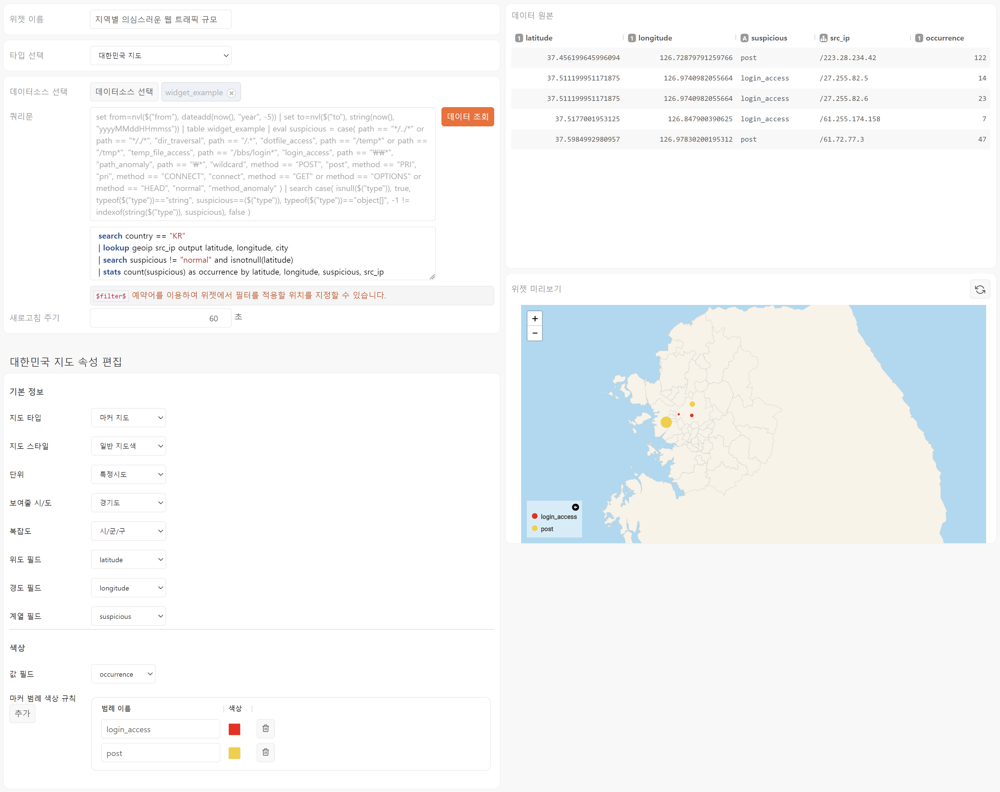 위젯 이름
지역별 의심스러운 웹 트래픽 규모
타입 선택
대한민국 지도
데이터소스 선택
데이터소스 선택
widget_example
쿼리문
set from=nvl($("from"), dateadd(now(), "year", -5)) | set to=nvl($("to"), string(now(),
"yyyyMMddHHmmss")) | table widget_example | eval suspicious = case( path == "*/../*" or
path == "*/./*", "dir_traversal", path == "/.*", "dotfile_access", path == "/temp*" or path ==
"/tmp*", "temp_file_access", path == "/bbs/login*", "login_access", path == "₩₩*",
"path_anomaly", path == "₩*", "wildcard", method == "POST", "post", method == "PRI",
"pri", method == "CONNECT", "connect", method == "GET" or method == "OPTIONS" or
method == "HEAD", "normal", "method_anomaly" ) | search case( isnull($("type")), true,
typeof($("type"))=="string", suspicious==($("type")), typeof($("type"))=="object[]", -1 !=
indexof(string($("type")), suspicious), false )
데이터 조회
search country == "KR"
| lookup geoip src_ip output latitude, longitude, city
| search suspicious != "normal" and isnotnull(latitude)
| stats count(suspicious) as occurrence by latitude, longitude, suspicious, src_ip
$filter$ 예약어를 이용하여 위젯에서 필터를 적용할 위치를 지정할 수 있습니다.
새로고침 주기
60 초
대한민국 지도 속성 편집
기본 정보
지도 타입
마커 지도
지도 스타일
일반 지도색
단위
특정시도
보여줄 시/도
경기도
복잡도
시/군/구
위도 필드
latitude
경도 필드
longitude
계열 필드
suspicious
색상
값 필드
occurrence
마커 범례 색상 규칙
추가
범례 이름 | 색상 |
login_access
post
데이터 원본
1 latitude | 1 longitude | A suspicious | src_ip | 1 occurrence
37.456199645996094 126.72879791259766 post /223.28.234.42 122
37.511199951171875 126.9740982055664 login_access /27.255.82.5 14
37.511199951171875 126.9740982055664 login_access /27.255.82.6 23
37.5177001953125 126.847900390625 login_access /61.255.174.158 7
37.5984992980957 126.97830200195312 post /61.72.77.3 47
위젯 미리보기
+
−
login_access
post